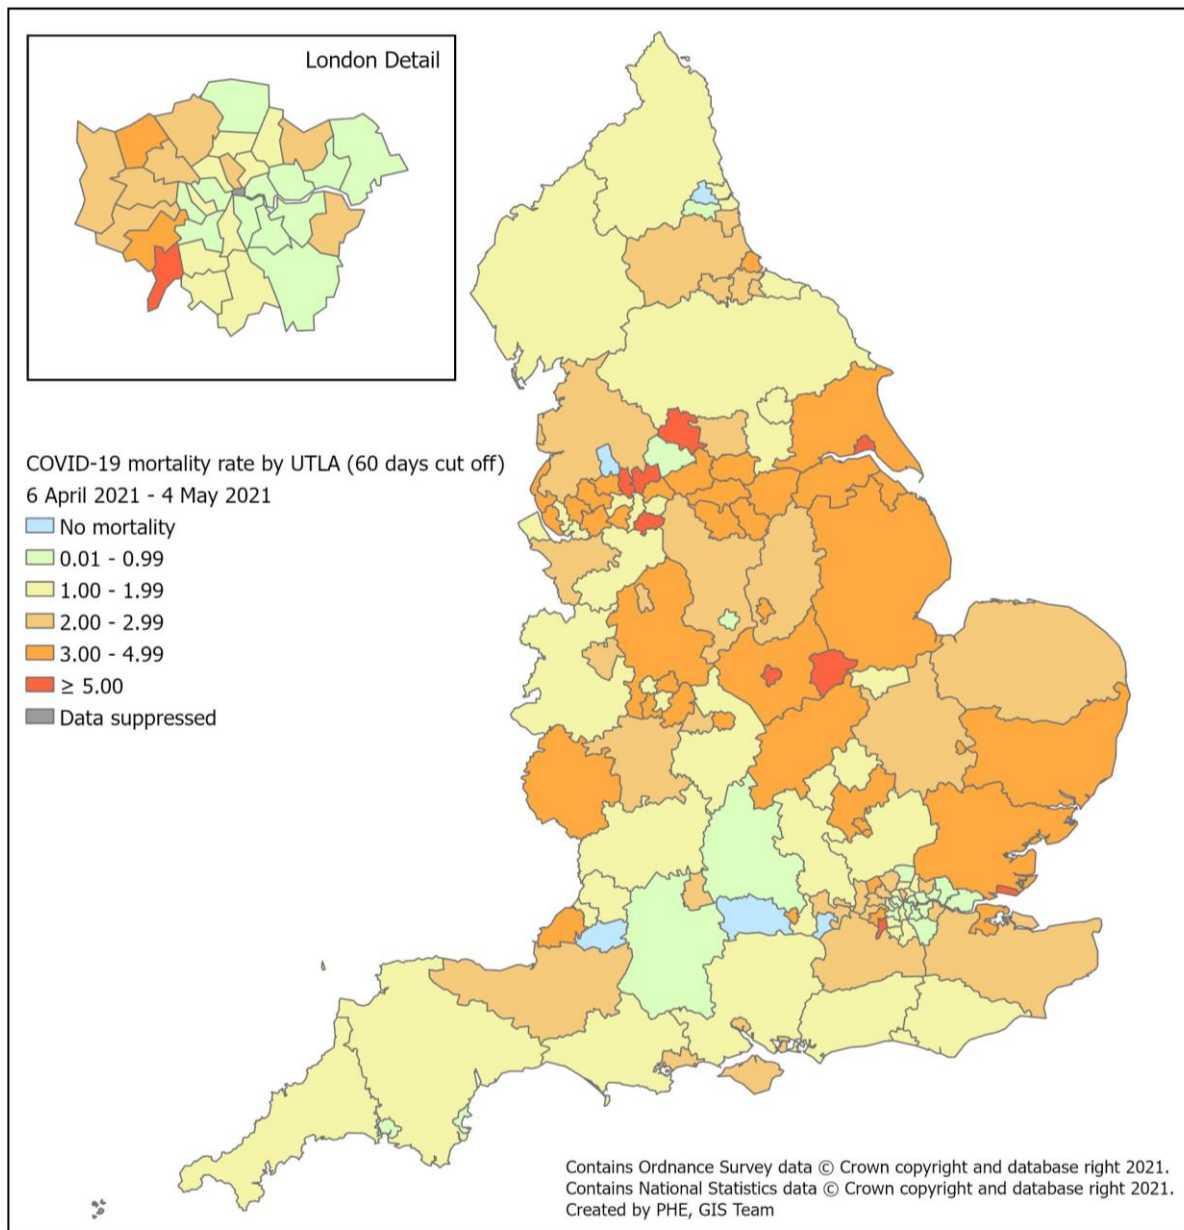 London Detail
COVID-19 mortality rate by UTLA (60 days cut off)
6 April 2021 - 4 May 2021
No mortality
0.01 - 0.99
1.00 - 1.99
2.00 - 2.99
3.00 - 4.99
≥ 5.00
Data suppressed
Contains Ordnance Survey data © Crown copyright and database right 2021.
Contains National Statistics data © Crown copyright and database right 2021.
Created by PHE, GIS Team